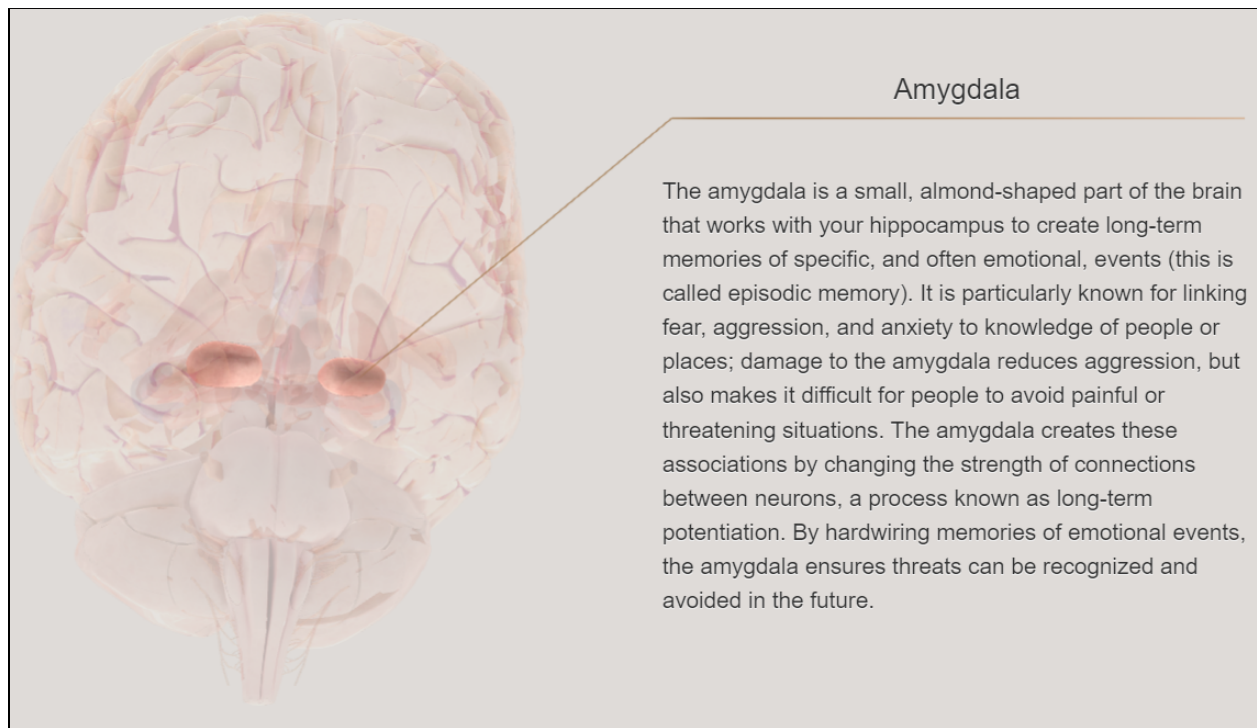 Amygdala
The amygdala is a small, almond-shaped part of the brain
that works with your hippocampus to create long-term
memories of specific, and often emotional, events (this is
called episodic memory). It is particularly known for linking
fear, aggression, and anxiety to knowledge of people or
places; damage to the amygdala reduces aggression, but
also makes it difficult for people to avoid painful or
threatening situations. The amygdala creates these
associations by changing the strength of connections
between neurons, a process known as long-term
potentiation. By hardwiring memories of emotional events,
the amygdala ensures threats can be recognized and
avoided in the future.